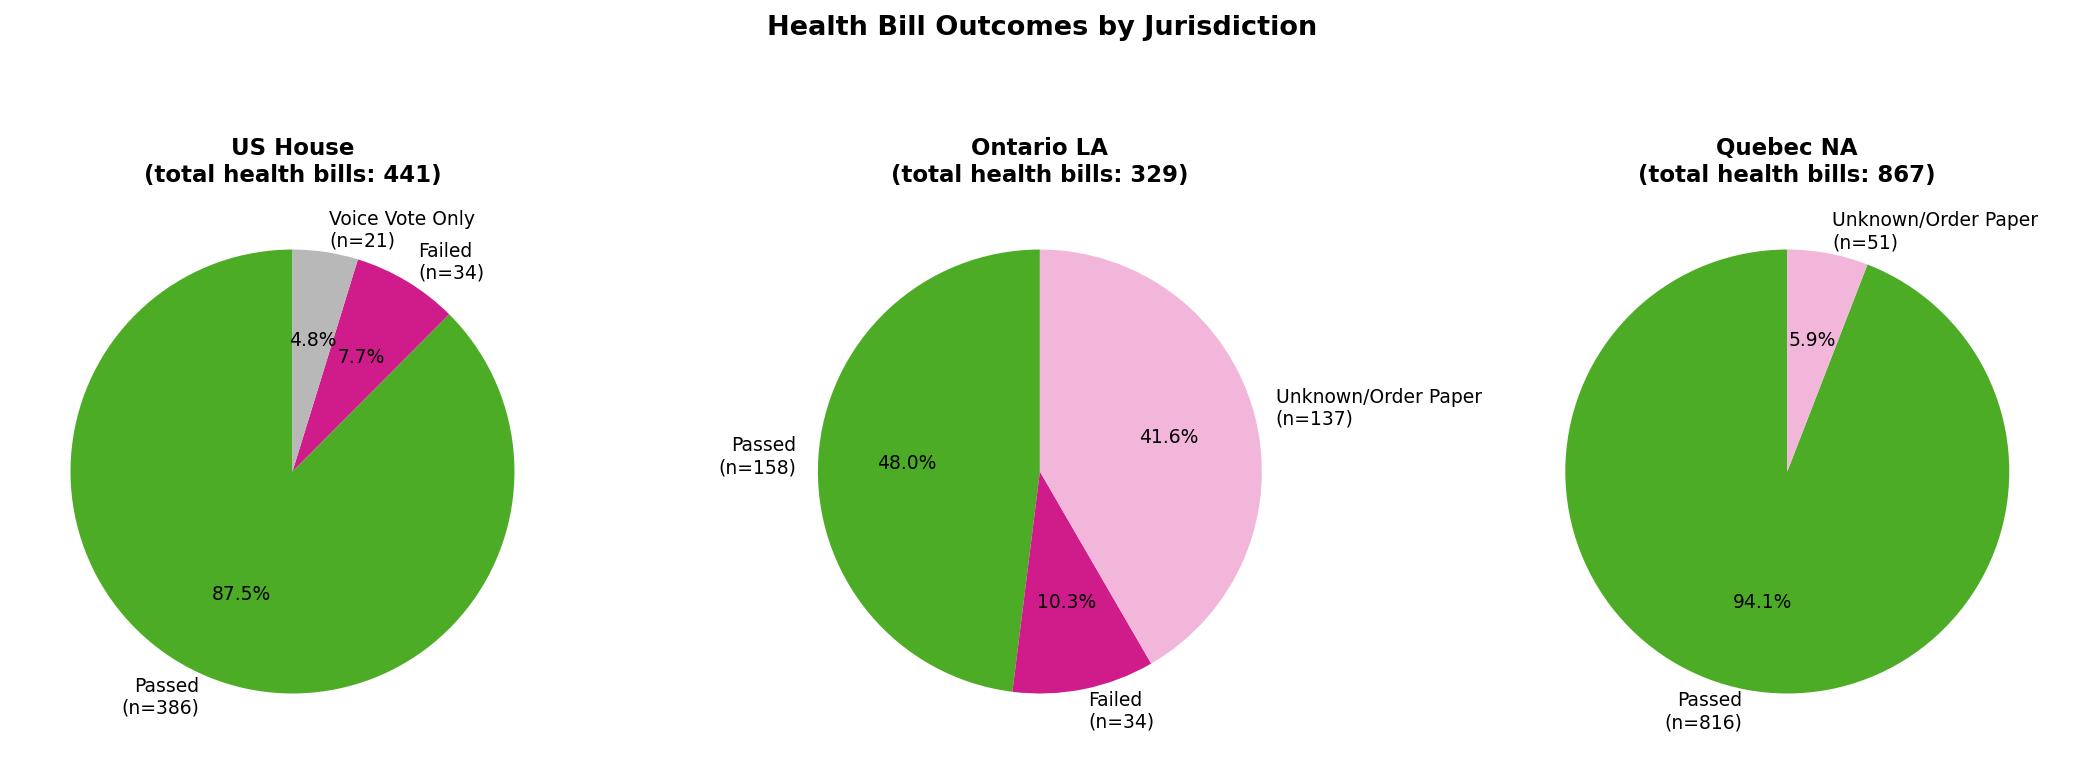 Health Bill Outcomes by Jurisdiction
US House
(total health bills: 441)
Voice Vote Only
(n=21)
Failed
(n=34)
4.8%
7.7%
87.5%
Passed
(n=386)
Ontario LA
(total health bills: 329)
Unknown/Order Paper
(n=137)
41.6%
Passed
(n=158)
48.0%
10.3%
Failed
(n=34)
Quebec NA
(total health bills: 867)
Unknown/Order Paper
(n=51)
5.9%
94.1%
Passed
(n=816)